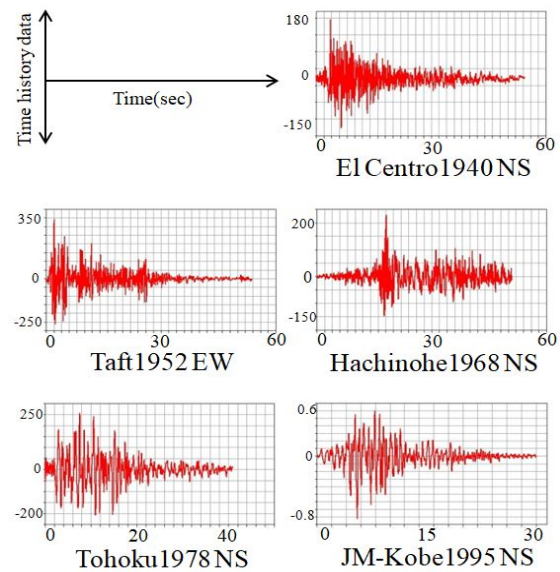 Time history data
Time(sec)
180
0
-150
0 30 60
El Centro1940 NS
350
0
-250
0 30 60
Taft1952 EW
200
0
-150
0 30 60
Hachinohe1968 NS
250
0
-200
0 20 40
Tohoku1978 NS
0.6
0
-0.8
0 15 30
JM-Kobe1995 NS